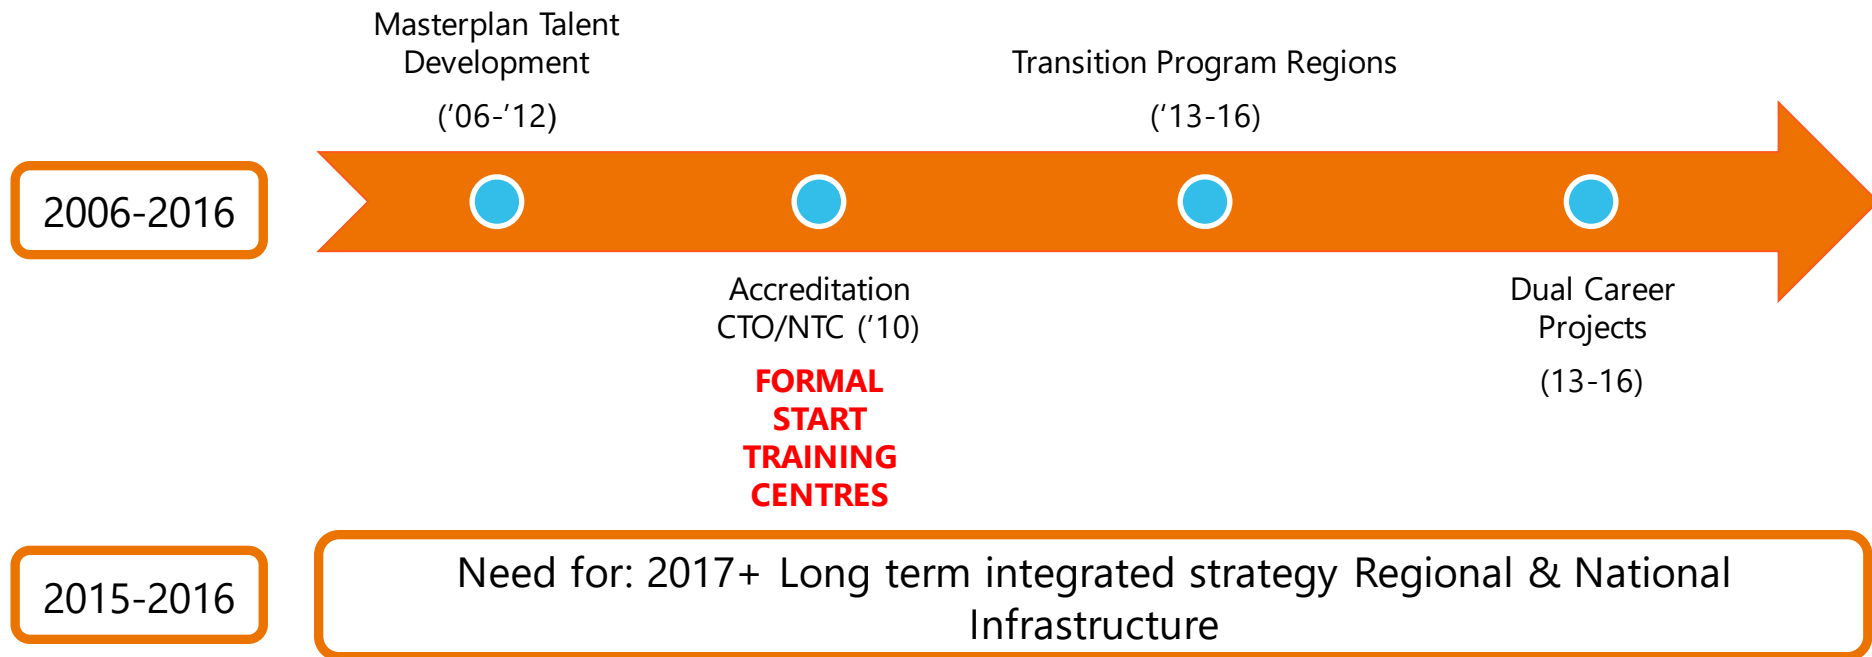 Masterplan Talent
Development
(’06-’12)
Transition Program Regions
(‘13-16)
2006-2016
Accreditation
CTO/NTC (’10)
FORMAL
START
TRAINING
CENTRES
Dual Career
Projects
(13-16)
2015-2016
Need for: 2017+ Long term integrated strategy Regional & National
Infrastructure